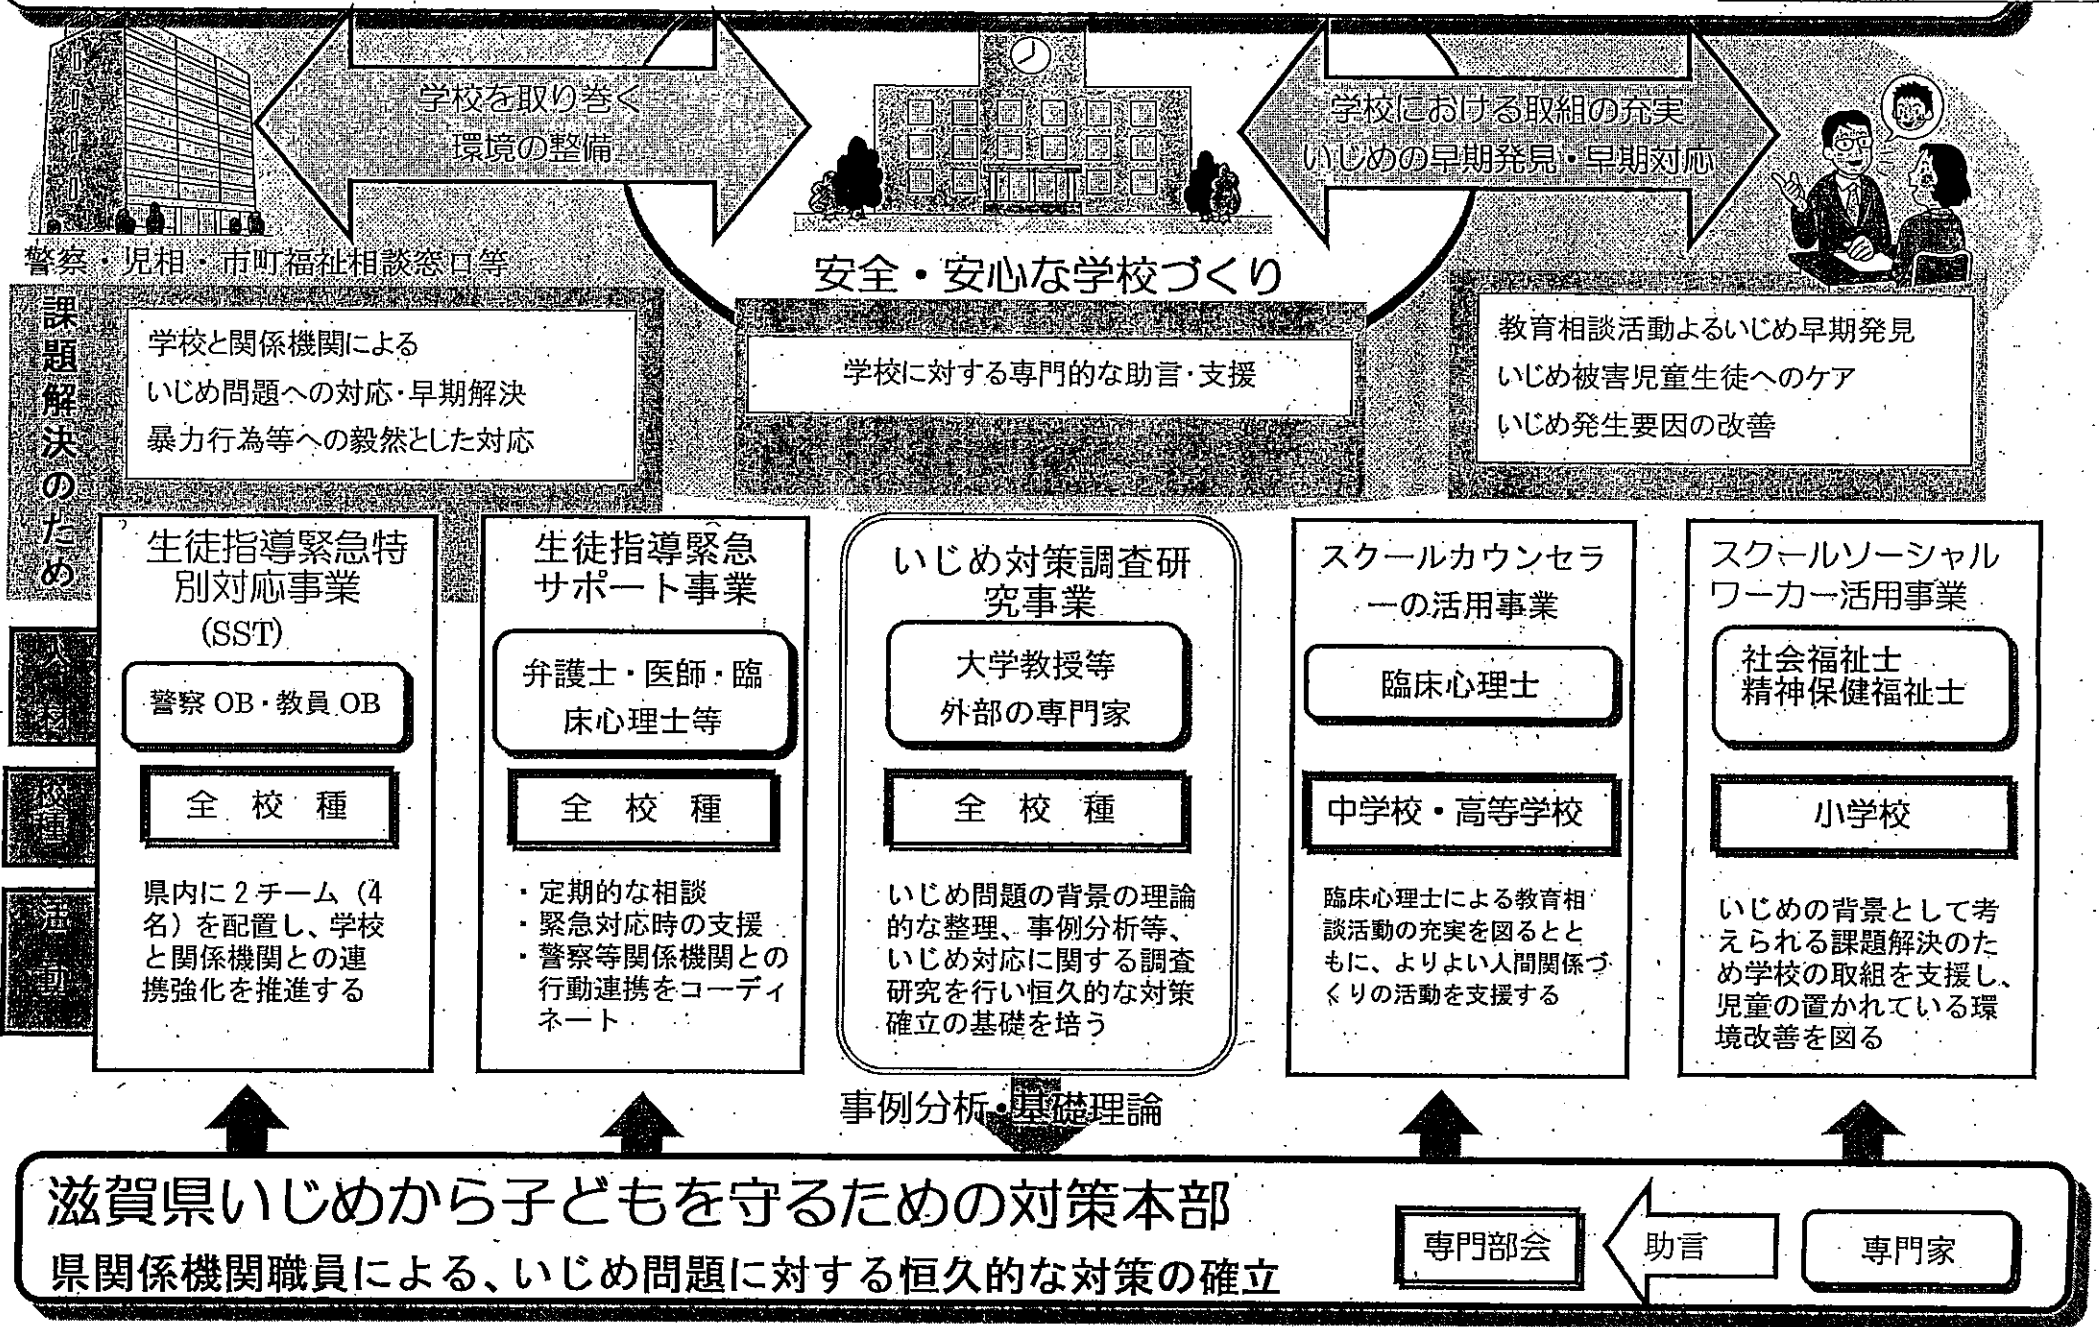 学校を取り巻く
環境の整備
学校における取組の充実
いじめの早期発見・早期対応
警察・児相・市町福祉相談窓口等
安全・安心な学校づくり
課題解決のため
学校と関係機関による
いじめ問題への対応・早期解決
暴力行為等への毅然とした対応
学校に対する専門的な助言・支援
教育相談活動よるいじめ早期発見
いじめ被害児童生徒へのケア
いじめ発生要因の改善
人材
校種
活動
生徒指導緊急特
別対応事業
(SST)
警察OB・教員OB
全校種
県内に2チーム（4
名）を配置し、学校
と関係機関との連
携強化を推進する
生徒指導緊急
サポート事業
弁護士・医師・臨
床心理士等
全校種
・定期的な相談
・緊急対応時の支援
・警察等関係機関との
行動連携をコーディ
ネート
いじめ対策調査研
究事業
大学教授等
外部の専門家
全校種
いじめ問題の背景の理論
的な整理、事例分析等、
いじめ対応に関する調査
研究を行い恒久的な対策
確立の基礎を培う
スクールカウンセラ
ーの活用事業
臨床心理士
中学校・高等学校
臨床心理士による教育相
談活動の充実を図るとと
もに、よりよい人間関係づ
くりの活動を支援する
スクールソーシャル
ワーカー活用事業
社会福祉士
精神保健福祉士
小学校
いじめの背景として考
えられる課題解決のた
め学校の取組を支援し、
児童の置かれている環
境改善を図る
事例分析・基礎理論
滋賀県いじめから子どもを守るための対策本部
県関係機関職員による、いじめ問題に対する恒久的な対策の確立
専門部会
助言
専門家